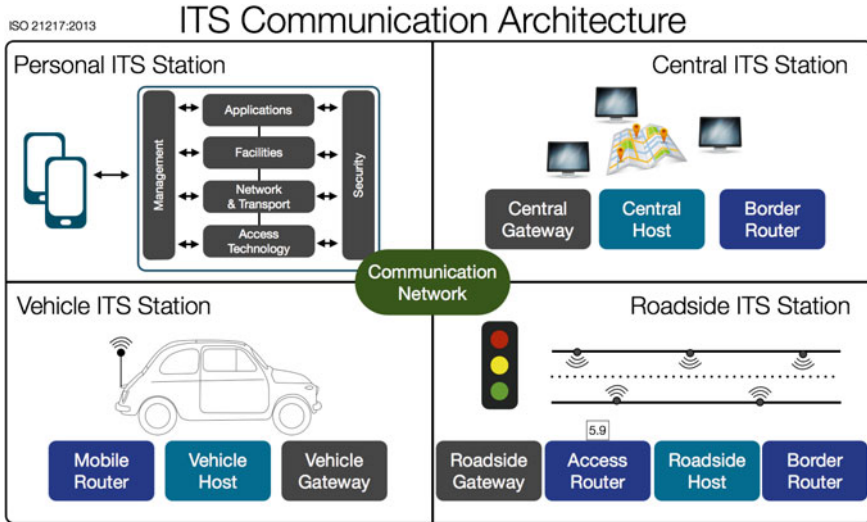 ISO 21217:2013
ITS Communication Architecture
Personal ITS Station
Management
Applications
Facilities
Network
& Transport
Access
Technology
Security
Central ITS Station
Central
Gateway
Central
Host
Border
Router
Communication
Network
Vehicle ITS Station
Mobile
Router
Vehicle
Host
Vehicle
Gateway
Roadside ITS Station
5.9
Roadside
Gateway
Access
Router
Roadside
Host
Border
Router